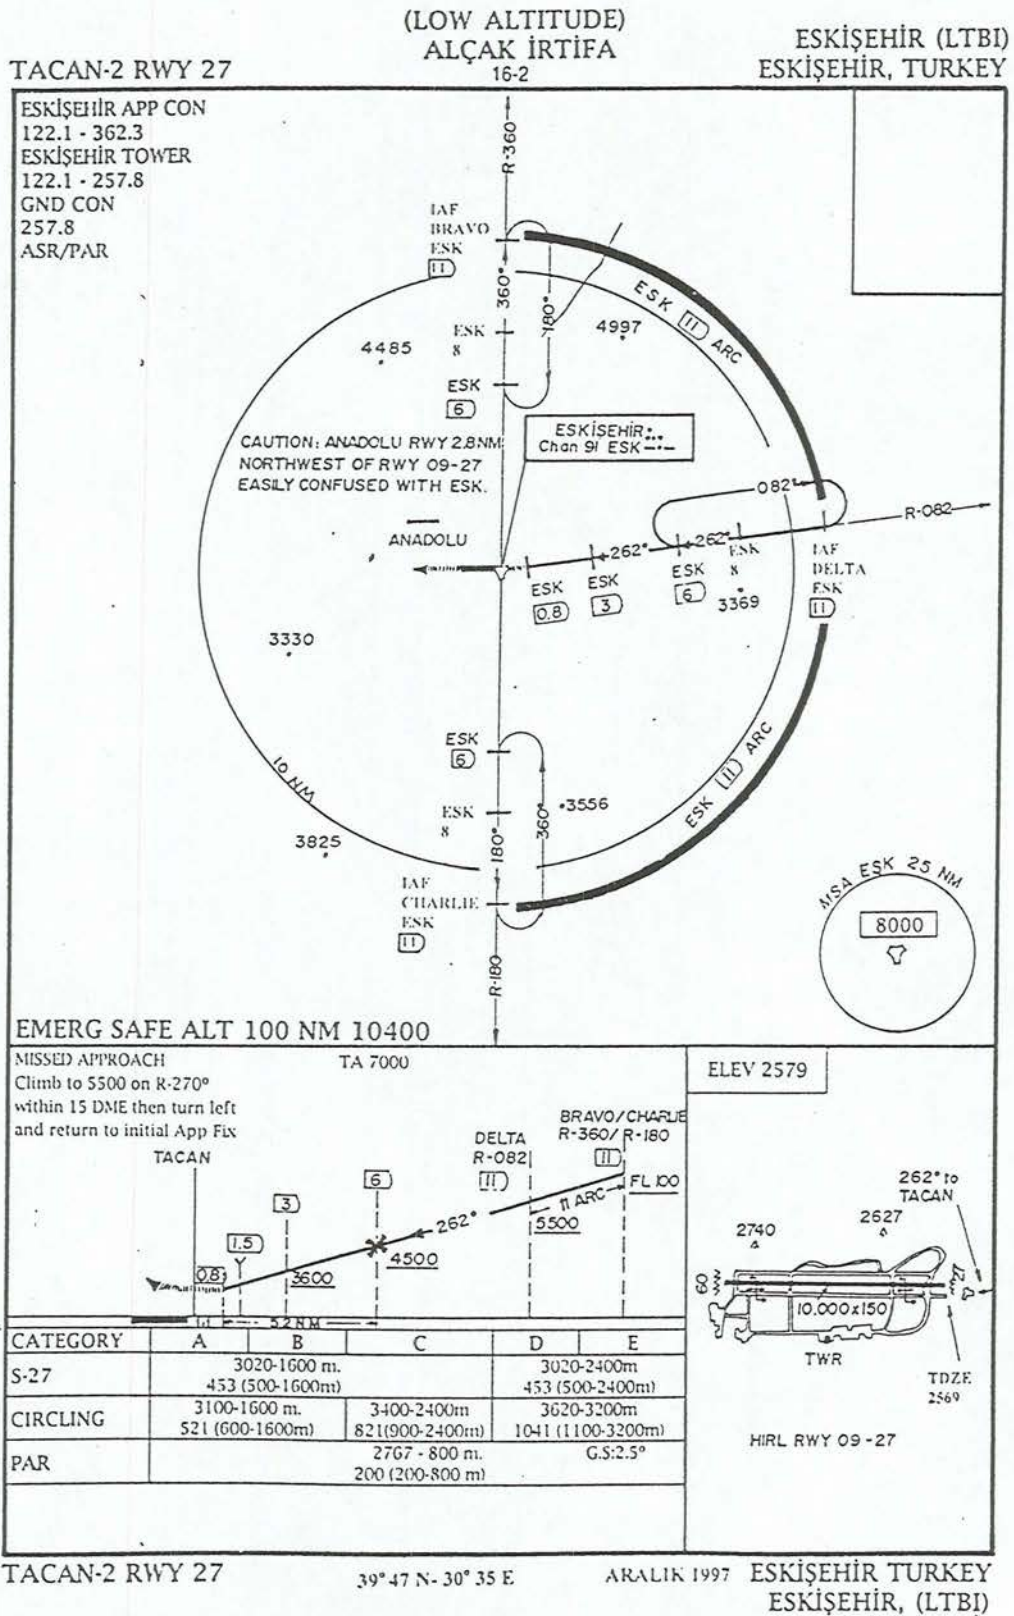 (LOW ALTITUDE)
ALÇAK İRTİFA
16-2
TACAN-2 RWY 27
ESKİŞEHİR (LTBI)
ESKİŞEHİR, TURKEY
ESKİŞEHİR APP CON
122.1 - 362.3
ESKİŞEHİR TOWER
122.1 - 257.8
GND CON
257.8
ASR/PAR
R-360
IAF
BRAVO
ESK
11
360°
180°
ESK 11 ARC
ESK
8
4997
4485
ESK
6
CAUTION: ANADOLU RWY 2.8NM
NORTHWEST OF RWY 09-27
EASILY CONFUSED WITH ESK.
ESKİSEHİR
Chan 91 ESK
082°
R-082
ANADOLU
262°
262°
ESK
0.8
ESK
3
ESK
6
ESK
8
3369
IAF
DELTA
ESK
11
3330
ESK
6
10 NM
ESK
8
3556
ESK 11 ARC
180°
360°
3825
IAF
CHARLIE
ESK
11
R-180
MSA ESK 25 NM
8000
EMERG SAFE ALT 100 NM 10400
MISSED APPROACH
Climb to 5500 on R-270°
within 15 DME then turn left
and return to initial App Fix
TA 7000
ELEV 2579
TACAN
0.8
1.5
3
3600
6
4500
262°
DELTA
R-082
11
5500
11 ARC
BRAVO/CHARLIE
R-360/R-180
11
FL 100
5.2 NM
262° to
TACAN
2740
2627
09
27
10,000x150
TWR
TDZE
2569
HIRL RWY 09-27
CATEGORY A B C D E
S-27 3020-1600 m. 3020-2400m
453 (500-1600m) 453 (500-2400m)
CIRCLING 3100-1600 m. 3400-2400m 3620-3200m
521 (600-1600m) 821(900-2400m) 1041 (1100-3200m)
PAR 2767 - 800 m. G.S:2.5°
200 (200-800 m)
TACAN-2 RWY 27
39° 47 N- 30° 35 E
ARALIK 1997
ESKİŞEHİR TURKEY
ESKİŞEHİR, (LTBI)